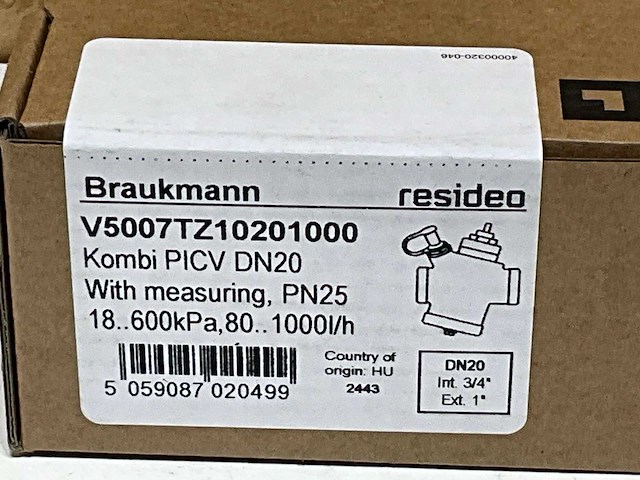 40000320-046
Braukmann
resideo
V5007TZ10201000
Kombi PICV DN20
With measuring, PN25
18..600kPa,80..1000l/h
5 059087 020499
Country of
origin: HU
2443
DN20
Int. 3/4"
Ext. 1"